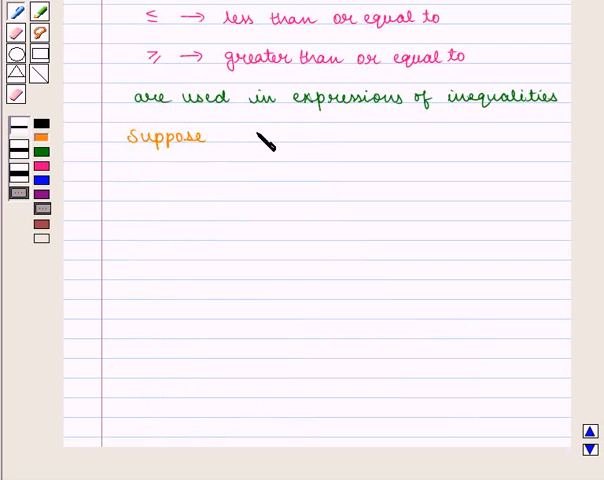 ≤ → less than or equal to
≥ → greater than or equal to
are used in expressions of inequalities
Suppose